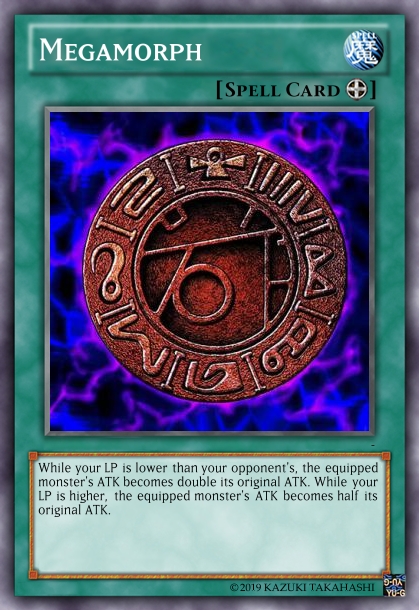 MEGAMORPH
魔
[SPELL CARD ]
While your LP is lower than your opponent's, the equipped
monster's ATK becomes double its original ATK. While your
LP is higher, the equipped monster's ATK becomes half its
original ATK.
©2019 KAZUKI TAKAHASHI
YU-G